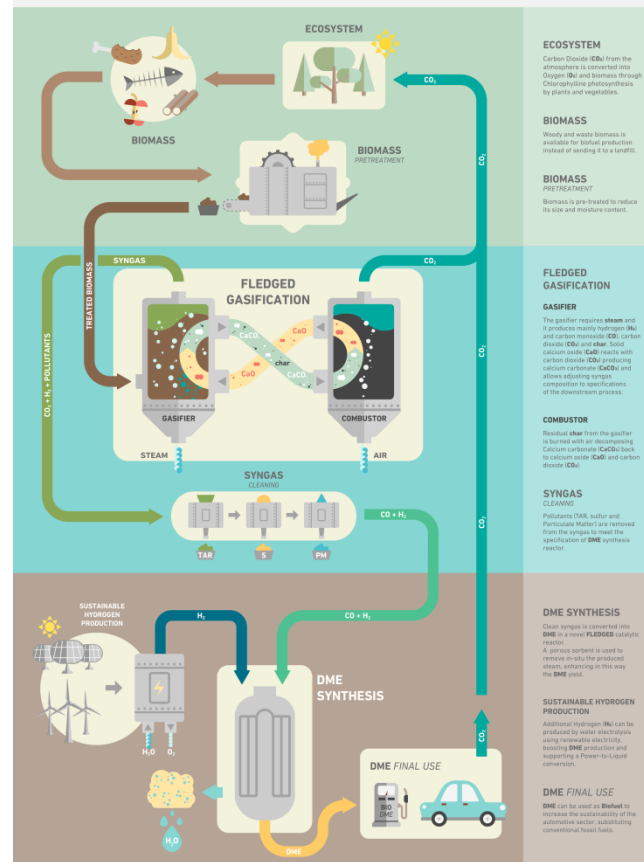 ECOSYSTEM
CO₂
BIOMASS
BIOMASS
PRETREATMENT
CO₂
SYNGAS
CO₂
TREATED BIOMASS
FLEDGED
GASIFICATION
CaCO₃
CaO
char
CaO
CaCO₃
GASIFIER
COMBUSTOR
STEAM
AIR
CO₂
SYNGAS
CLEANING
CO + H₂
TAR
S
PM
SUSTAINABLE
HYDROGEN
PRODUCTION
H₂
CO + H₂
DME
SYNTHESIS
H₂O
O₂
H₂O
CO₂
DME FINAL USE
BIO
DME
DME
ECOSYSTEM
Carbon Dioxide (CO₂) from the
atmosphere is converted into
Oxygen (O₂) and biomass through
Chlorophylline photosynthesis
by plants and vegetables.
BIOMASS
Woody and waste biomass is
available for biofuel production
instead of sending it to a landfill.
BIOMASS
PRETREATMENT
Biomass is pre-treated to reduce
its size and moisture content.
FLEDGED
GASIFICATION
GASIFIER
The gasifier requires steam and
it produces mainly hydrogen (H₂)
and carbon monoxide (CO), carbon
dioxide (CO₂) and char. Solid
calcium oxide (CaO) reacts with
carbon dioxide (CO₂) producing
calcium carbonate (CaCO₃) and
allows adjusting syngas
composition to specifications
of the downstream process.
COMBUSTOR
Residual char from the gasifier
is burned with air decomposing
Calcium carbonate (CaCO₃) back
to calcium oxide (CaO) and carbon
dioxide (CO₂).
SYNGAS
CLEANING
Pollutants (TAR, sulfur and
Particulate Matter) are removed
from the syngas to meet the
specification of DME synthesis
reactor.
DME SYNTHESIS
Clean syngas is converted into
DME in a novel FLEDGED catalytic
reactor.
A porous sorbent is used to
remove in-situ the produced
steam, enhancing in this way
the DME yield.
SUSTAINABLE HYDROGEN
PRODUCTION
Additional Hydrogen (H₂) can be
produced by water electrolysis
using renewable electricity,
boosting DME production and
supporting a Power-to-Liquid
conversion.
DME FINAL USE
DME can be used as Biofuel to
increase the sustainability of the
automotive sector, substituting
conventional fossil fuels.